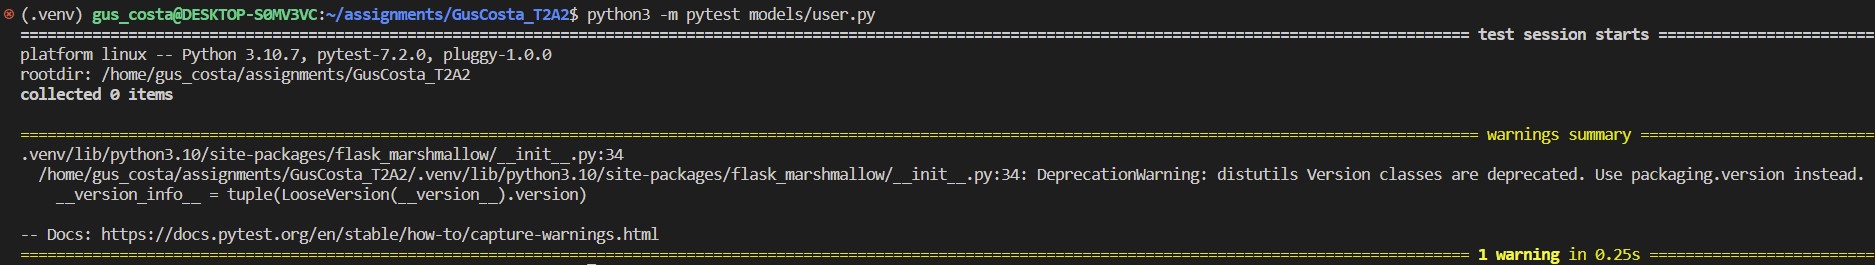 (.venv) gus_costa@DESKTOP-S0MV3VC:~/assignments/GusCosta_T2A2$ python3 -m pytest models/user.py
============================================================ test session starts ============================================================
platform linux -- Python 3.10.7, pytest-7.2.0, pluggy-1.0.0
rootdir: /home/gus_costa/assignments/GusCosta_T2A2
collected 0 items
============================================================ warnings summary ============================================================
.venv/lib/python3.10/site-packages/flask_marshmallow/__init__.py:34
  /home/gus_costa/assignments/GusCosta_T2A2/.venv/lib/python3.10/site-packages/flask_marshmallow/__init__.py:34: DeprecationWarning: distutils Version classes are deprecated. Use packaging.version instead.
    __version_info__ = tuple(LooseVersion(__version__).version)
-- Docs: https://docs.pytest.org/en/stable/how-to/capture-warnings.html
============================================================ 1 warning in 0.25s ============================================================